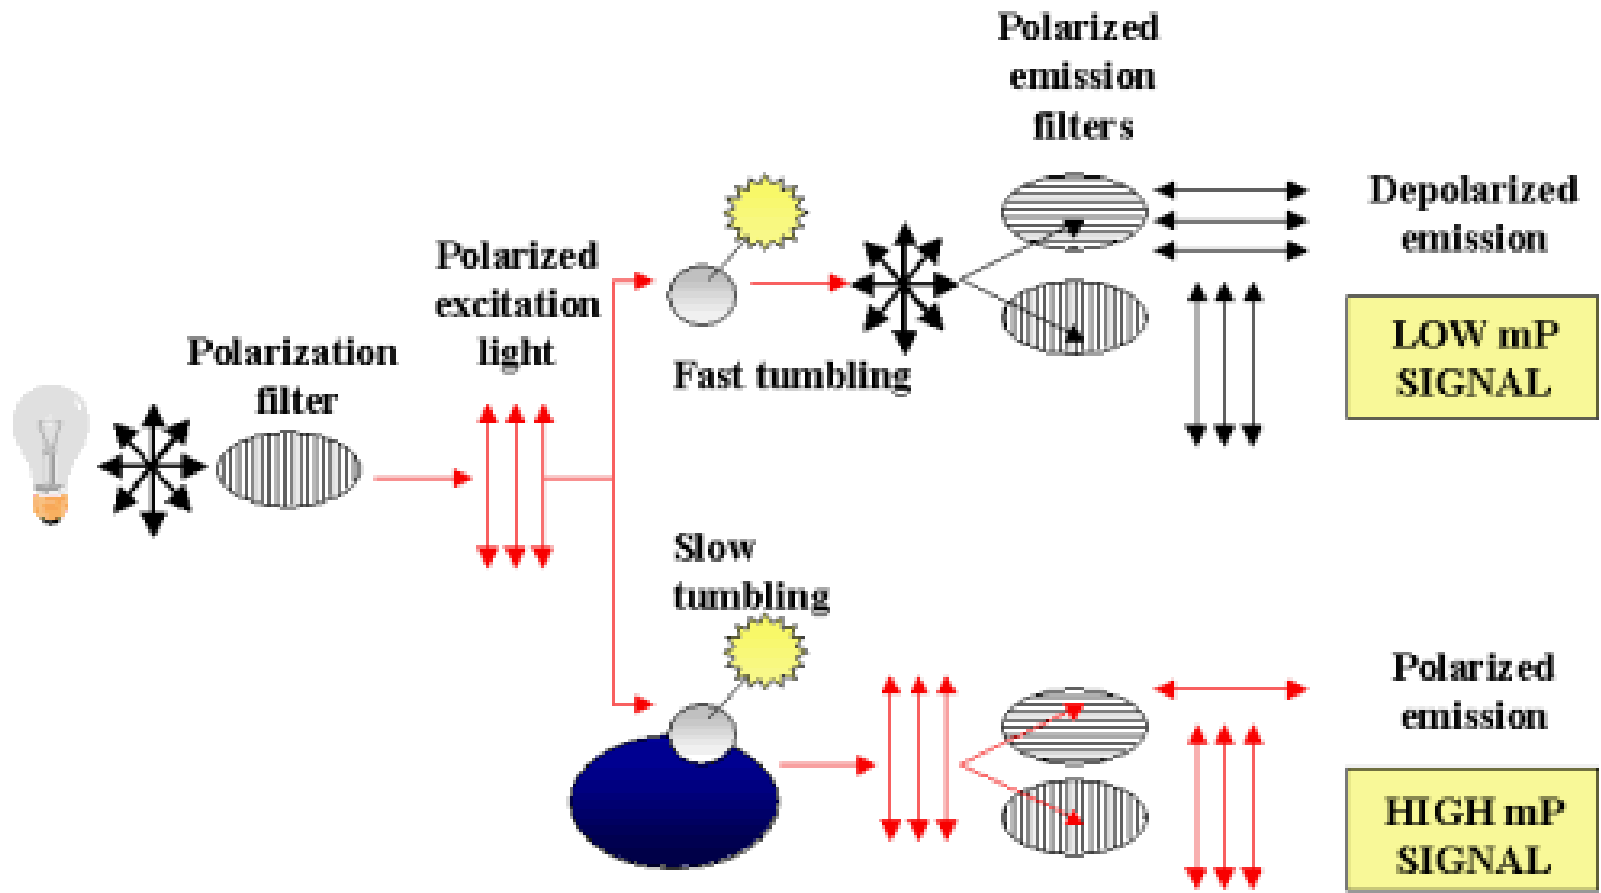 Polarized
emission
filters
Depolarized
emission
LOW mP
SIGNAL
Polarized
excitation
light
Fast tumbling
Polarization
filter
Slow
tumbling
Polarized
emission
HIGH mP
SIGNAL